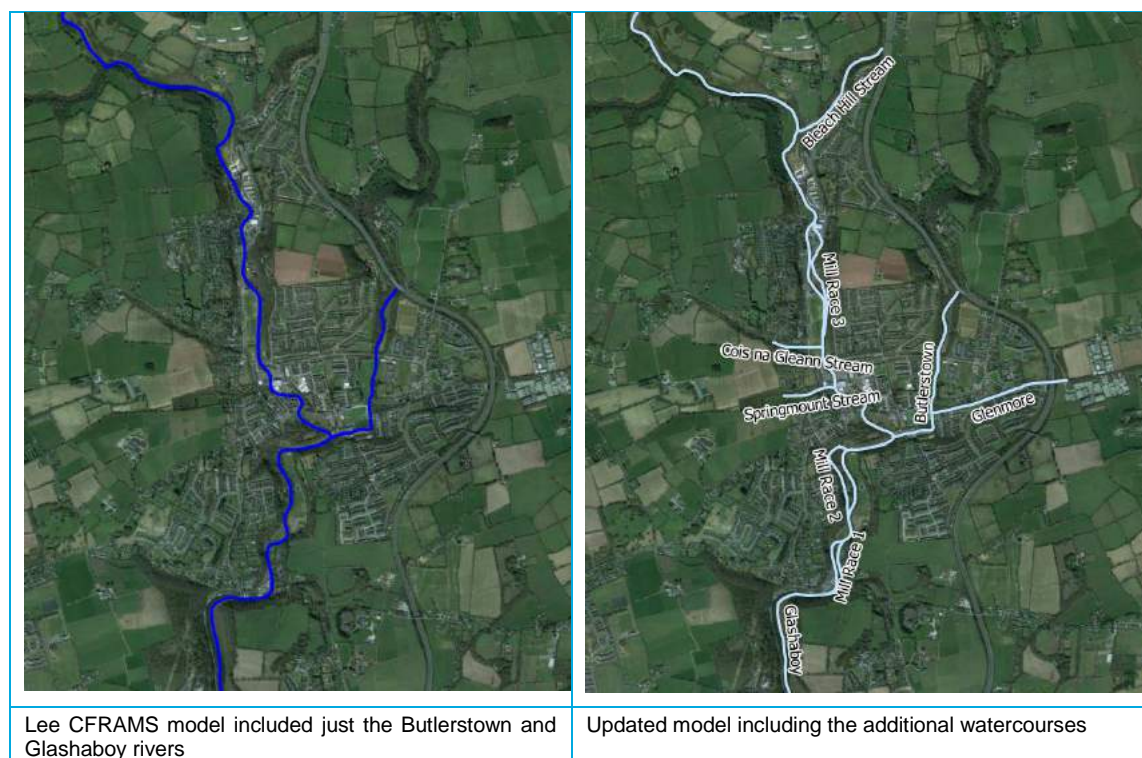 Bleach Hill Stream
Mill Race 3
Cois na Gleann Stream
Butlerstown
Springmount Stream
Glenmore
Mill Race 2
Mill Race 1
Glashaboy
Lee CFRAMS model included just the Butlerstown and
Glashaboy rivers
Updated model including the additional watercourses